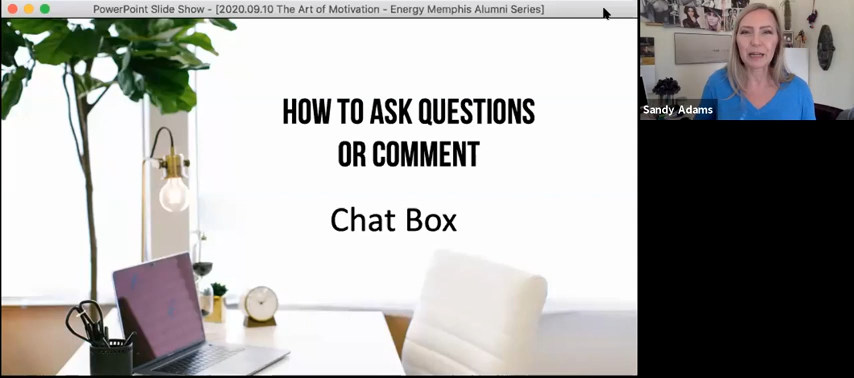 PowerPoint Slide Show - [2020.09.10 The Art of Motivation - Energy Memphis Alumni Series]
HOW TO ASK QUESTIONS
OR COMMENT
Chat Box
Sandy Adams